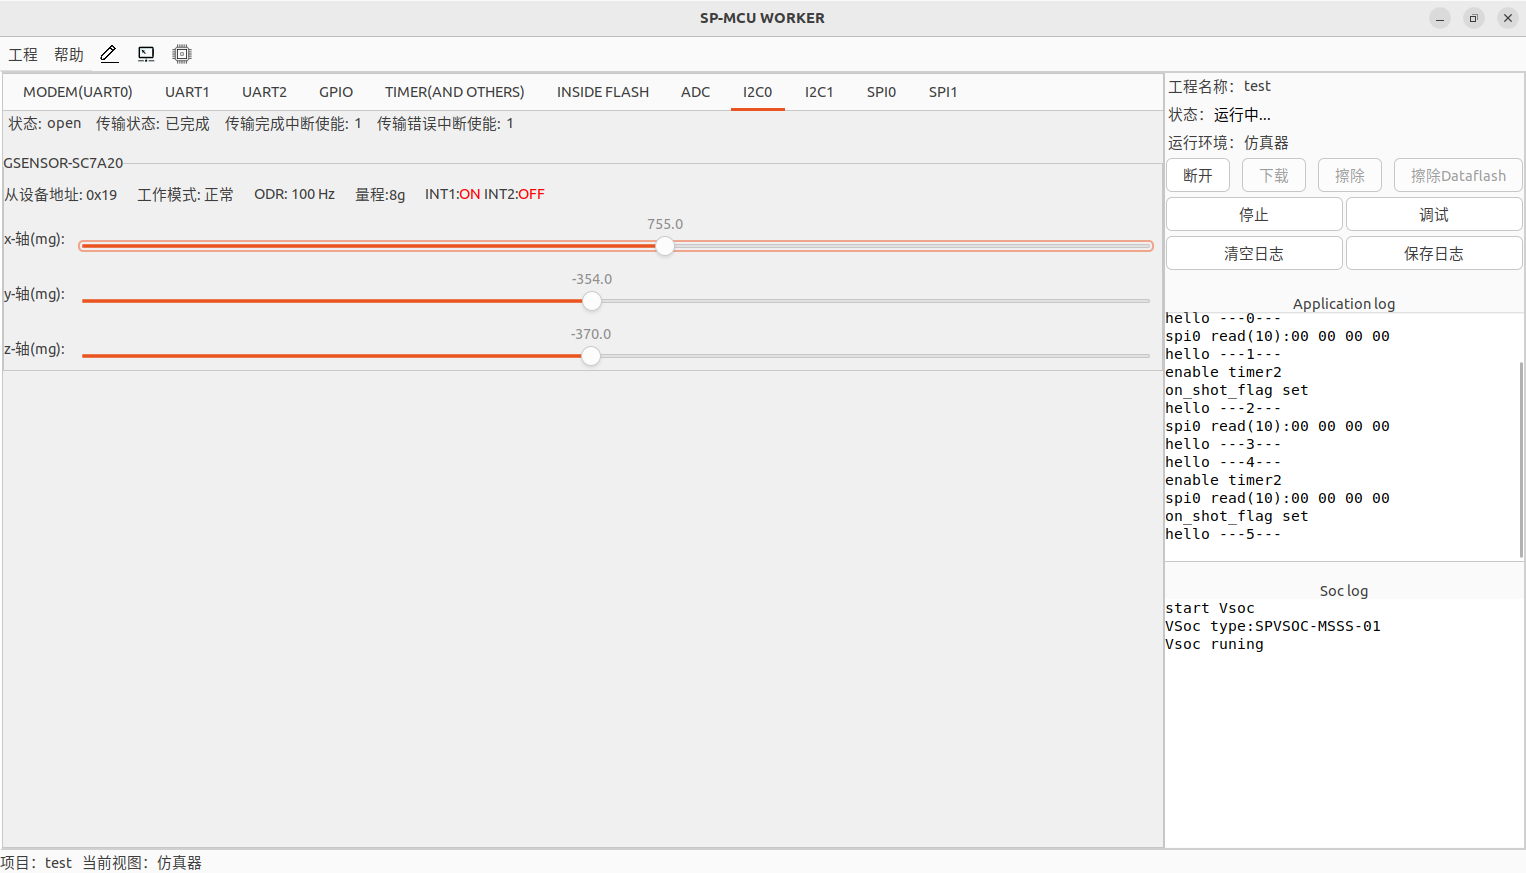 SP-MCU WORKER
工程 帮助
MODEM(UART0) UART1 UART2 GPIO TIMER(AND OTHERS) INSIDE FLASH ADC I2C0 I2C1 SPI0 SPI1
状态: open 传输状态: 已完成 传输完成中断使能: 1 传输错误中断使能: 1
GSENSOR-SC7A20
从设备地址: 0x19 工作模式: 正常 ODR: 100 Hz 量程:8g INT1:ON INT2:OFF
755.0
x-轴(mg):
-354.0
y-轴(mg):
-370.0
z-轴(mg):
工程名称：test
状态：运行中...
运行环境：仿真器
断开 下载 擦除 擦除Dataflash
停止 调试
清空日志 保存日志
Application log
hello ---0---
spi0 read(10):00 00 00 00
hello ---1---
enable timer2
on_shot_flag set
hello ---2---
spi0 read(10):00 00 00 00
hello ---3---
hello ---4---
enable timer2
spi0 read(10):00 00 00 00
on_shot_flag set
hello ---5---
Soc log
start Vsoc
VSoc type:SPVSOC-MSSS-01
Vsoc runing
项目：test 当前视图：仿真器